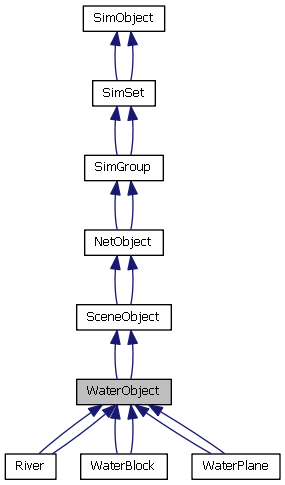 SimObject
SimSet
SimGroup
NetObject
SceneObject
WaterObject
River
WaterBlock
WaterPlane